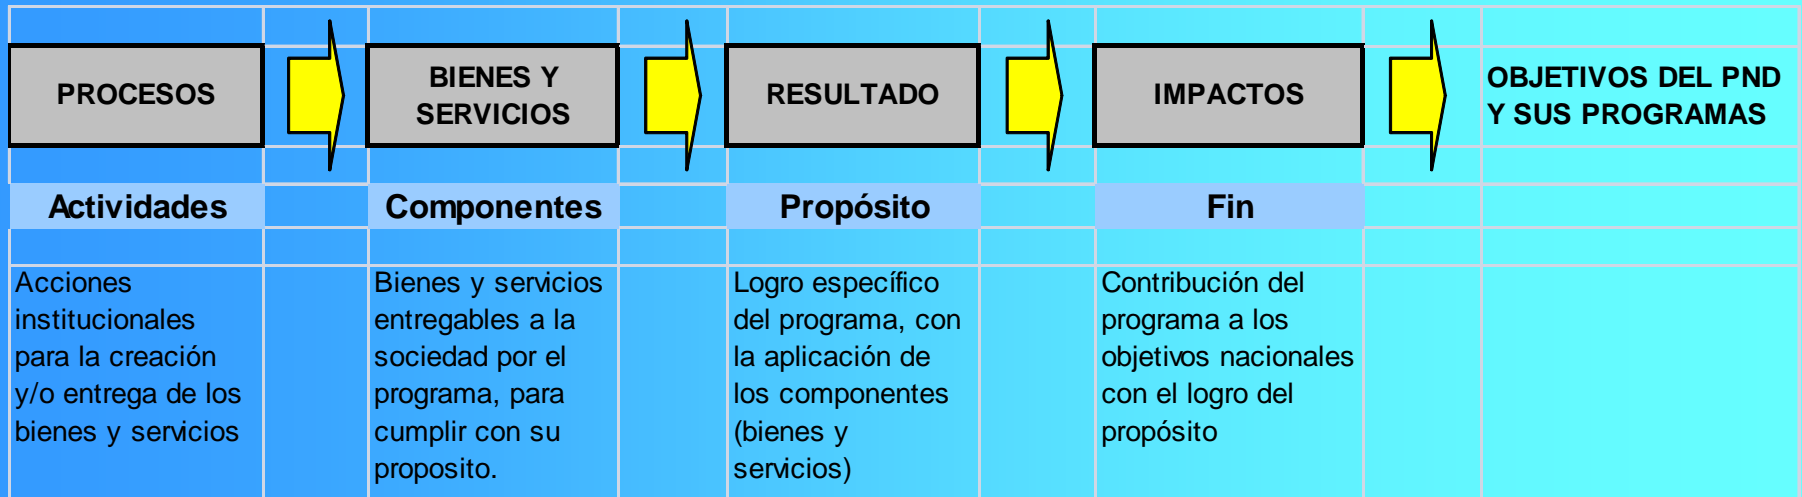 PROCESOS
BIENES Y
SERVICIOS
RESULTADO
IMPACTOS
OBJETIVOS DEL PND
Y SUS PROGRAMAS
Actividades
Componentes
Propósito
Fin
Acciones
institucionales
para la creación
y/o entrega de los
bienes y servicios
Bienes y servicios
entregables a la
sociedad por el
programa, para
cumplir con su
proposito.
Logro específico
del programa, con
la aplicación de
los componentes
(bienes y
servicios)
Contribución del
programa a los
objetivos nacionales
con el logro del
propósito